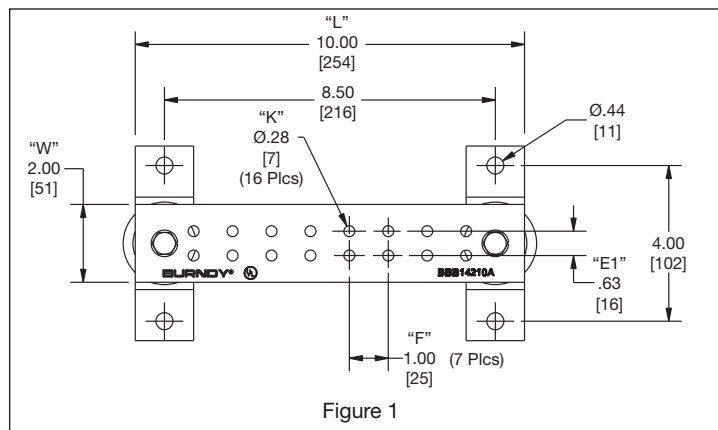 “L”
10.00
[254]
8.50
[216]
“K”
Ø.28
[7]
(16 Plcs)
Ø.44
[11]
“W”
2.00
[51]
4.00
[102]
“E1”
.63
[16]
BURNDY® UL
BBB14210A
“F”
1.00 (7 Plcs)
[25]
Figure 1